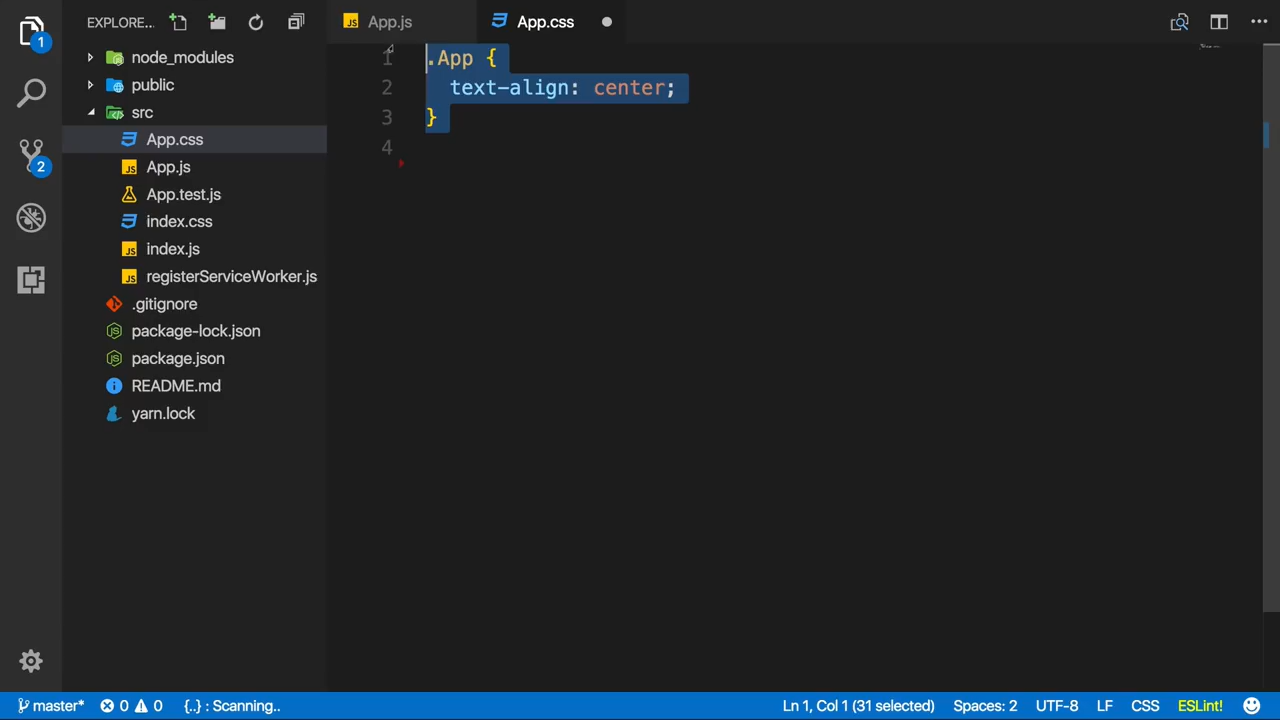 EXPLORE...
App.js
App.css
node_modules
public
src
App.css
App.js
App.test.js
index.css
index.js
registerServiceWorker.js
.gitignore
package-lock.json
package.json
README.md
yarn.lock
1
2
JS
1 .App {
2 text-align: center;
3 }
4
master*
0
0
{..} : Scanning..
Ln 1, Col 1 (31 selected)
Spaces: 2
UTF-8
LF
CSS
ESLint!